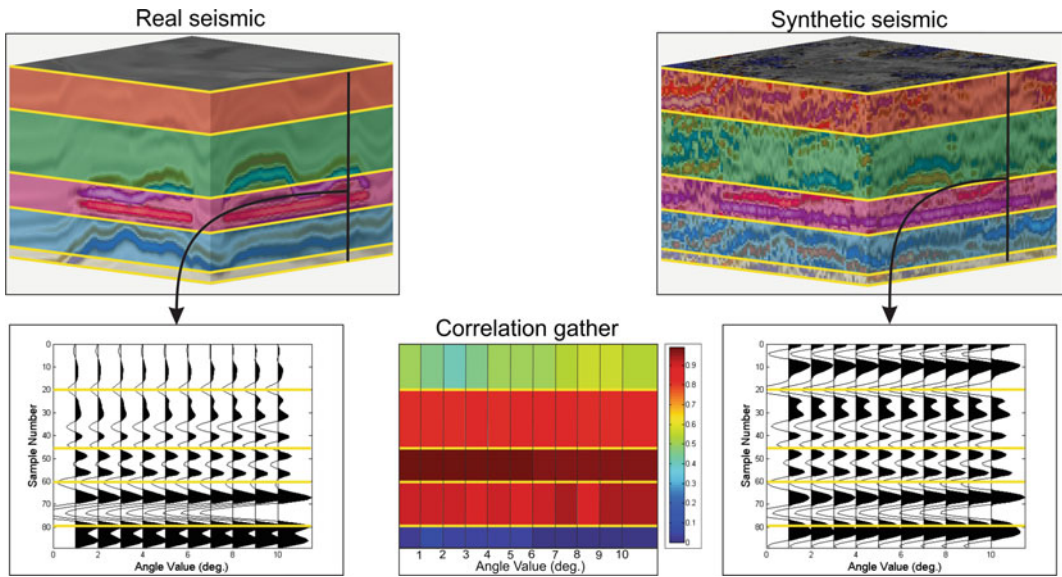 Real seismic
Synthetic seismic
Correlation gather
0
10
20
30
40
50
60
70
80
Sample Number
0 2 4 6 8 10
Angle Value (deg.)
1 2 3 4 5 6 7 8 9 10
Angle Value (deg.)
0.9
0.8
0.7
0.6
0.5
0.4
0.3
0.2
0.1
0
0
10
20
30
40
50
60
70
80
Sample Number
0 2 4 6 8 10
Angle Value (deg.)